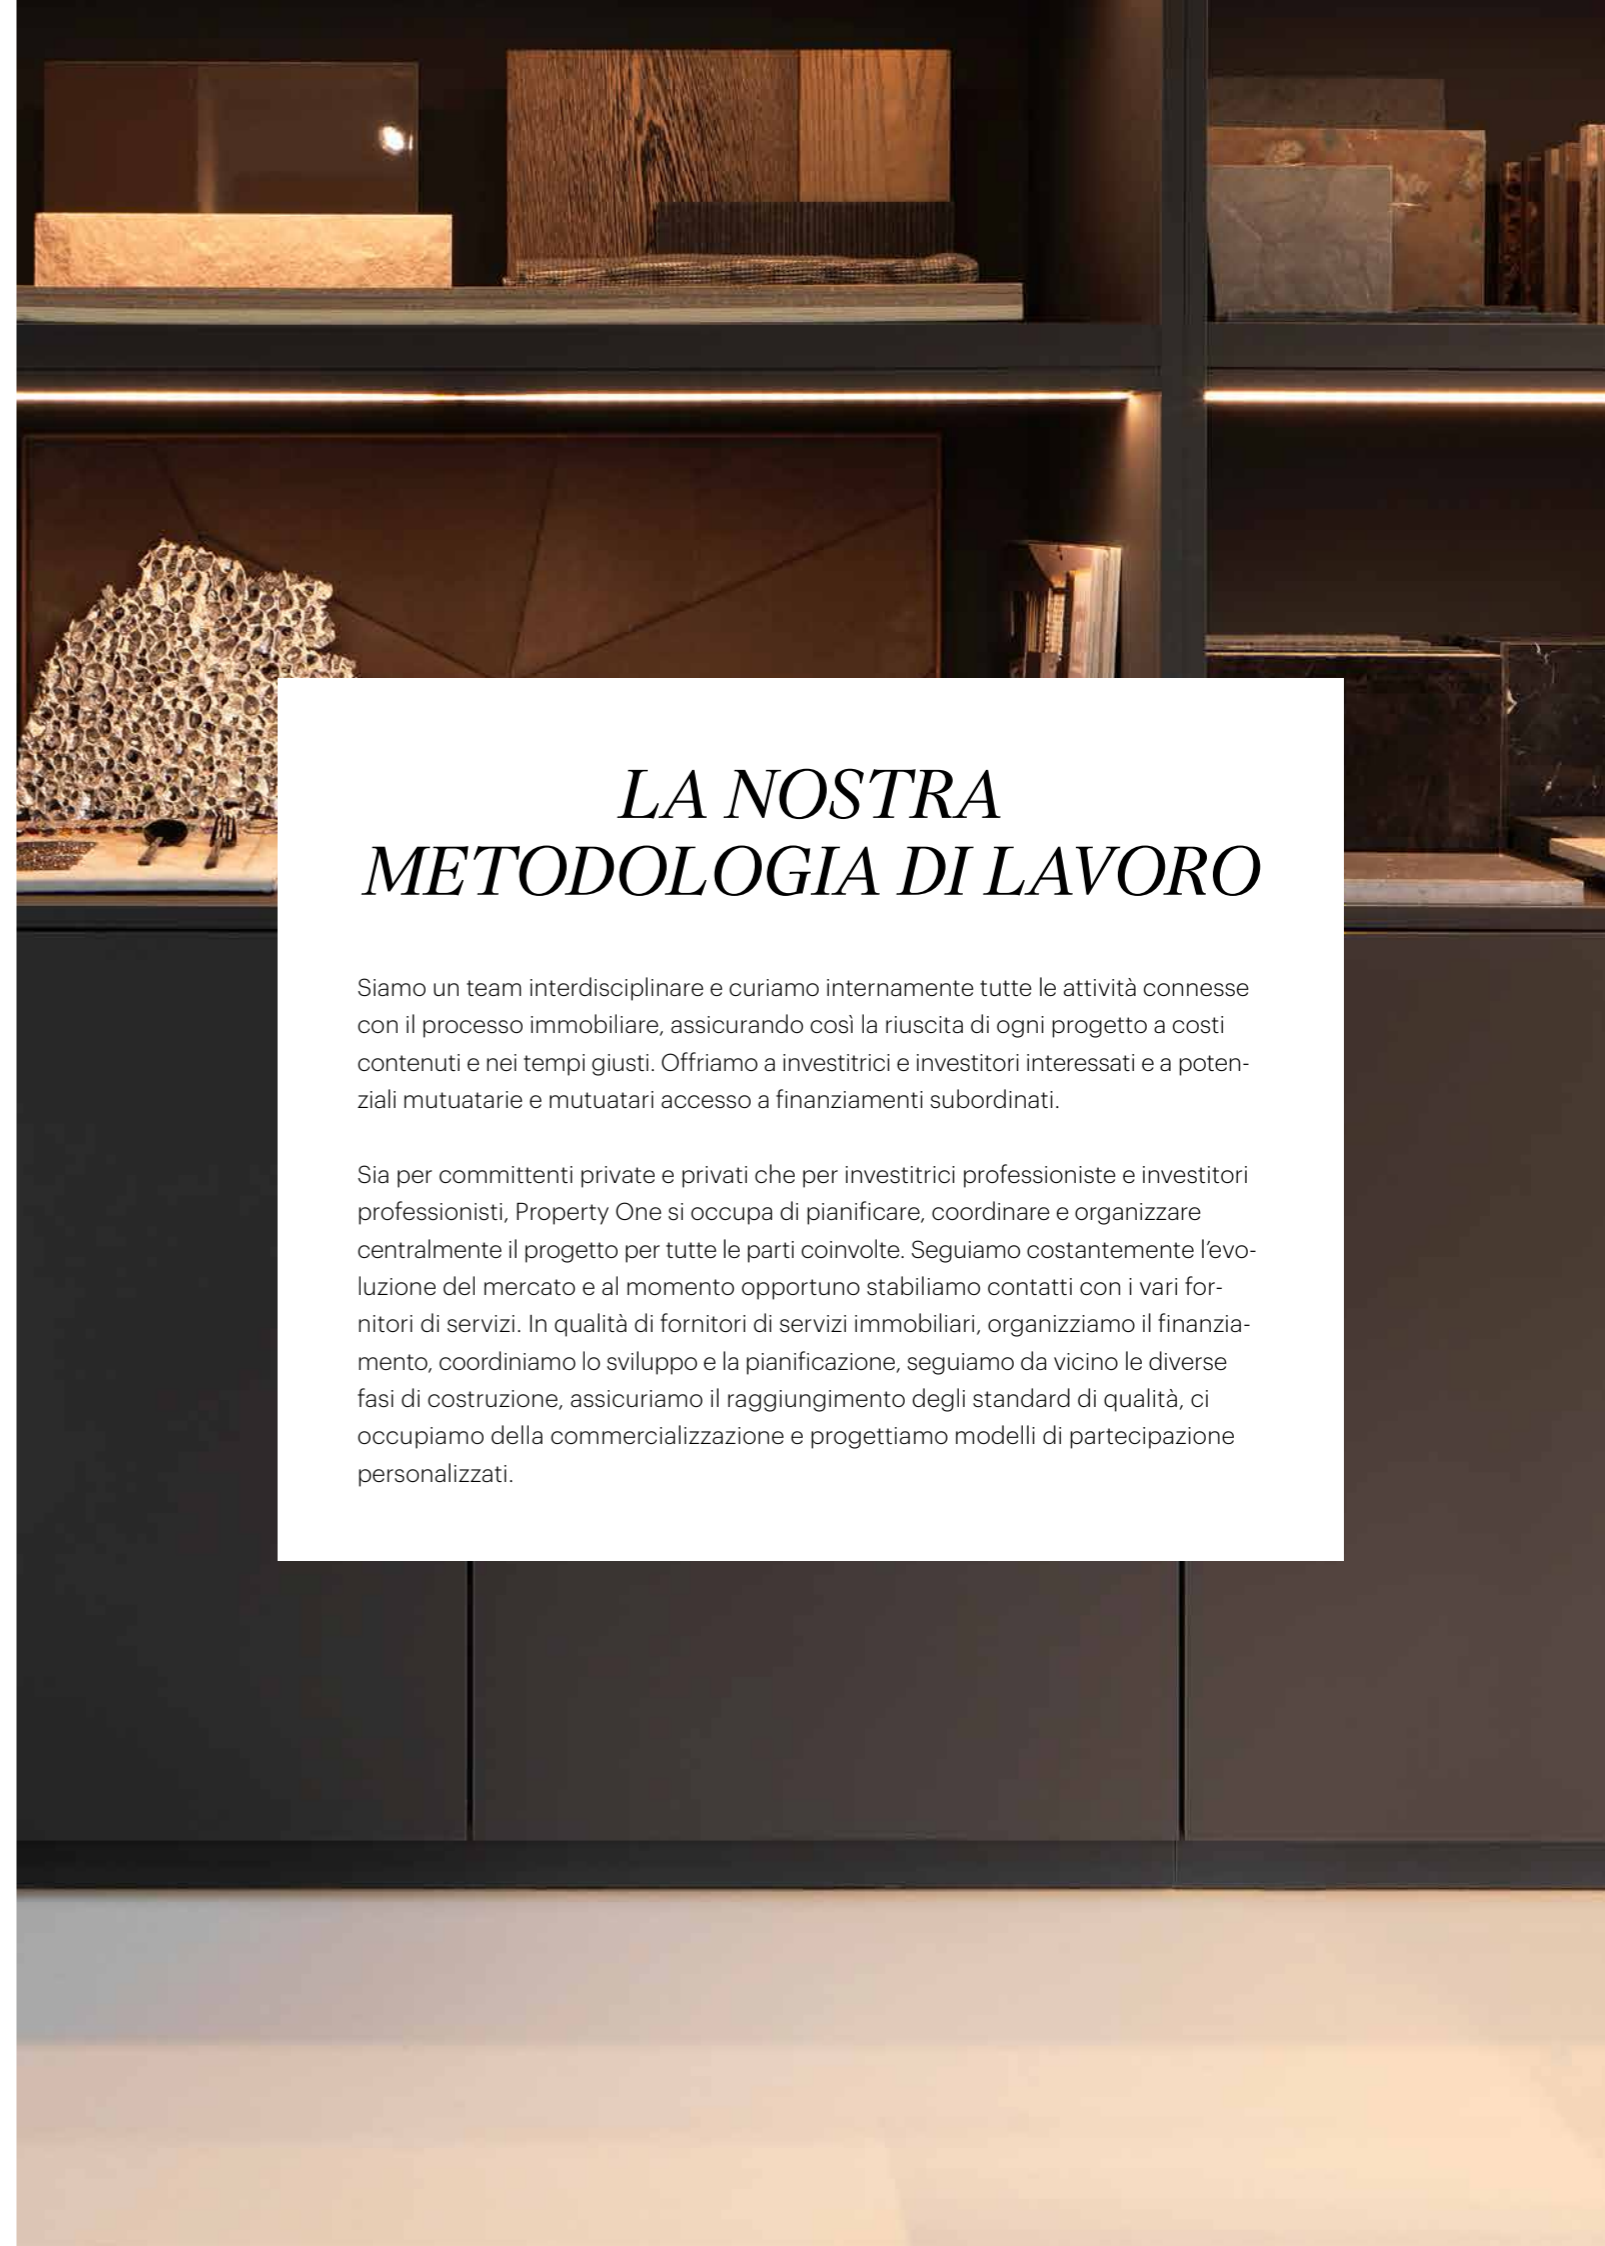 LA NOSTRA
METODOLOGIA DI LAVORO
Siamo un team interdisciplinare e curiamo internamente tutte le attività connesse
con il processo immobiliare, assicurando così la riuscita di ogni progetto a costi
contenuti e nei tempi giusti. Offriamo a investitrici e investitori interessati e a poten-
ziali mutuatarie e mutuatari accesso a finanziamenti subordinati.
Sia per committenti private e privati che per investitrici professioniste e investitori
professionisti, Property One si occupa di pianificare, coordinare e organizzare
centralmente il progetto per tutte le parti coinvolte. Seguiamo costantemente l’evo-
luzione del mercato e al momento opportuno stabiliamo contatti con i vari for-
nitori di servizi. In qualità di fornitori di servizi immobiliari, organizziamo il finanzia-
mento, coordiniamo lo sviluppo e la pianificazione, seguiamo da vicino le diverse
fasi di costruzione, assicuriamo il raggiungimento degli standard di qualità, ci
occupiamo della commercializzazione e progettiamo modelli di partecipazione
personalizzati.